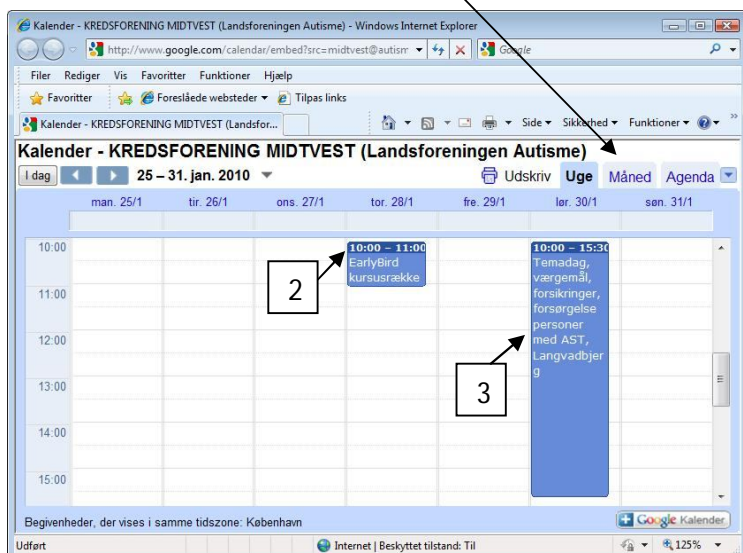 Kalender - KREDSFORENING MIDTVEST (Landsforeningen Autisme) - Windows Internet Explorer
http://www.google.com/calendar/embed?src=midtvest@autism
Google
Filer Rediger Vis Favoritter Funktioner Hjælp
Favoritter Foreslåede websteder Tilpas links
Kalender - KREDSFORENING MIDTVEST (Landsfor...
Side Sikkerhed Funktioner
Kalender - KREDSFORENING MIDTVEST (Landsforeningen Autisme)
I dag 25 – 31. jan. 2010 Udskriv Uge Måned Agenda
man. 25/1 tir. 26/1 ons. 27/1 tor. 28/1 fre. 29/1 lør. 30/1 søn. 31/1
10:00
11:00
12:00
13:00
14:00
15:00
10:00 – 11:00
EarlyBird
kursusrække
2
10:00 – 15:30
Temadag,
værgemål,
forsikringer,
forsørgelse
personer
med AST,
Langvadbjer
g
3
Begivenheder, der vises i samme tidszone: København
Google Kalender
Udført Internet | Beskyttet tilstand: Til 125%